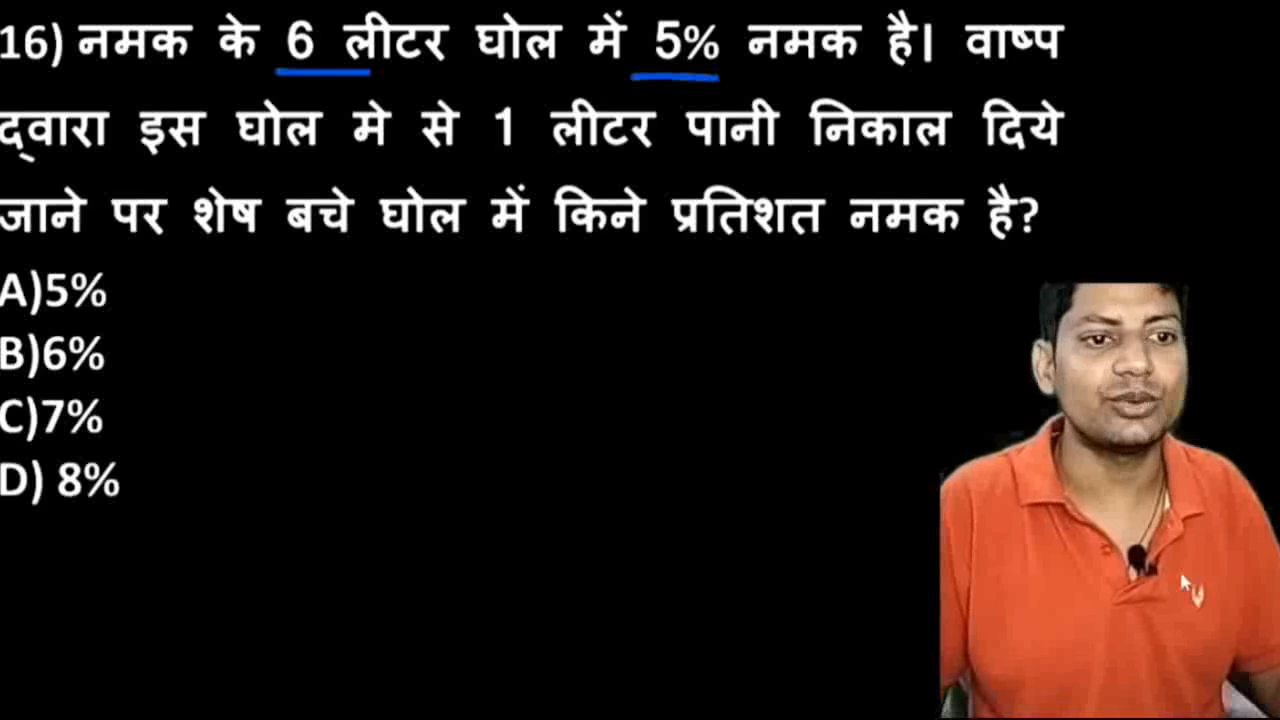 16) नमक के 6 लीटर घोल में 5% नमक है। वाष्प
द्वारा इस घोल मे से 1 लीटर पानी निकाल दिये
जाने पर शेष बचे घोल में किने प्रतिशत नमक है?
A)5%
B)6%
C)7%
D) 8%